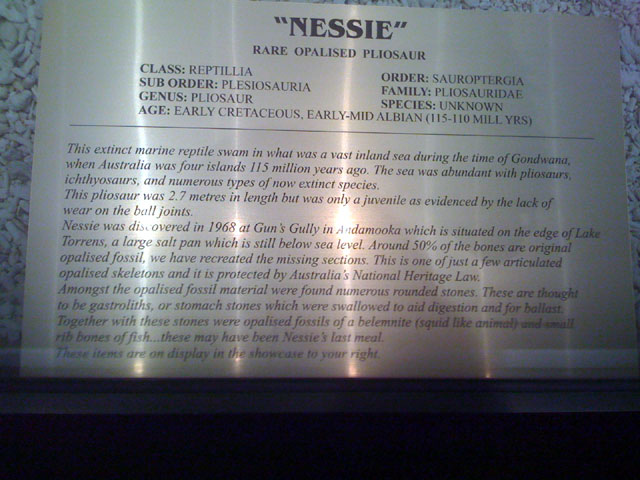 "NESSIE"
RARE OPALISED PLIOSAUR
CLASS: REPTILLIA
SUB ORDER: PLESIOSAURIA
GENUS: PLIOSAUR
ORDER: SAUROPTERGIA
FAMILY: PLIOSAURIDAE
SPECIES: UNKNOWN
AGE: EARLY CRETACEOUS, EARLY-MID ALBIAN (115-110 MILL YRS)
This extinct marine reptile swam in what was a vast inland sea during the time of Gondwana,
when Australia was four islands 115 million years ago. The sea was abundant with pliosaurs,
ichthyosaurs, and numerous types of now extinct species.
This pliosaur was 2.7 metres in length but was only a juvenile as evidenced by the lack of
wear on the ball joints.
Nessie was discovered in 1968 at Gun's Gully in Andamooka which is situated on the edge of Lake
Torrens, a large salt pan which is still below sea level. Around 50% of the bones are original
opalised fossil, we have recreated the missing sections. This is one of just a few articulated
opalised skeletons and it is protected by Australia's National Heritage Law.
Amongst the opalised fossil material were found numerous rounded stones. These are thought
to be gastroliths, or stomach stones which were swallowed to aid digestion and for ballast.
Together with these stones were opalised fossils of a belemnite (squid like animal) and small
rib bones of fish...these may have been Nessie's last meal.
These items are on display in the showcase to your right.